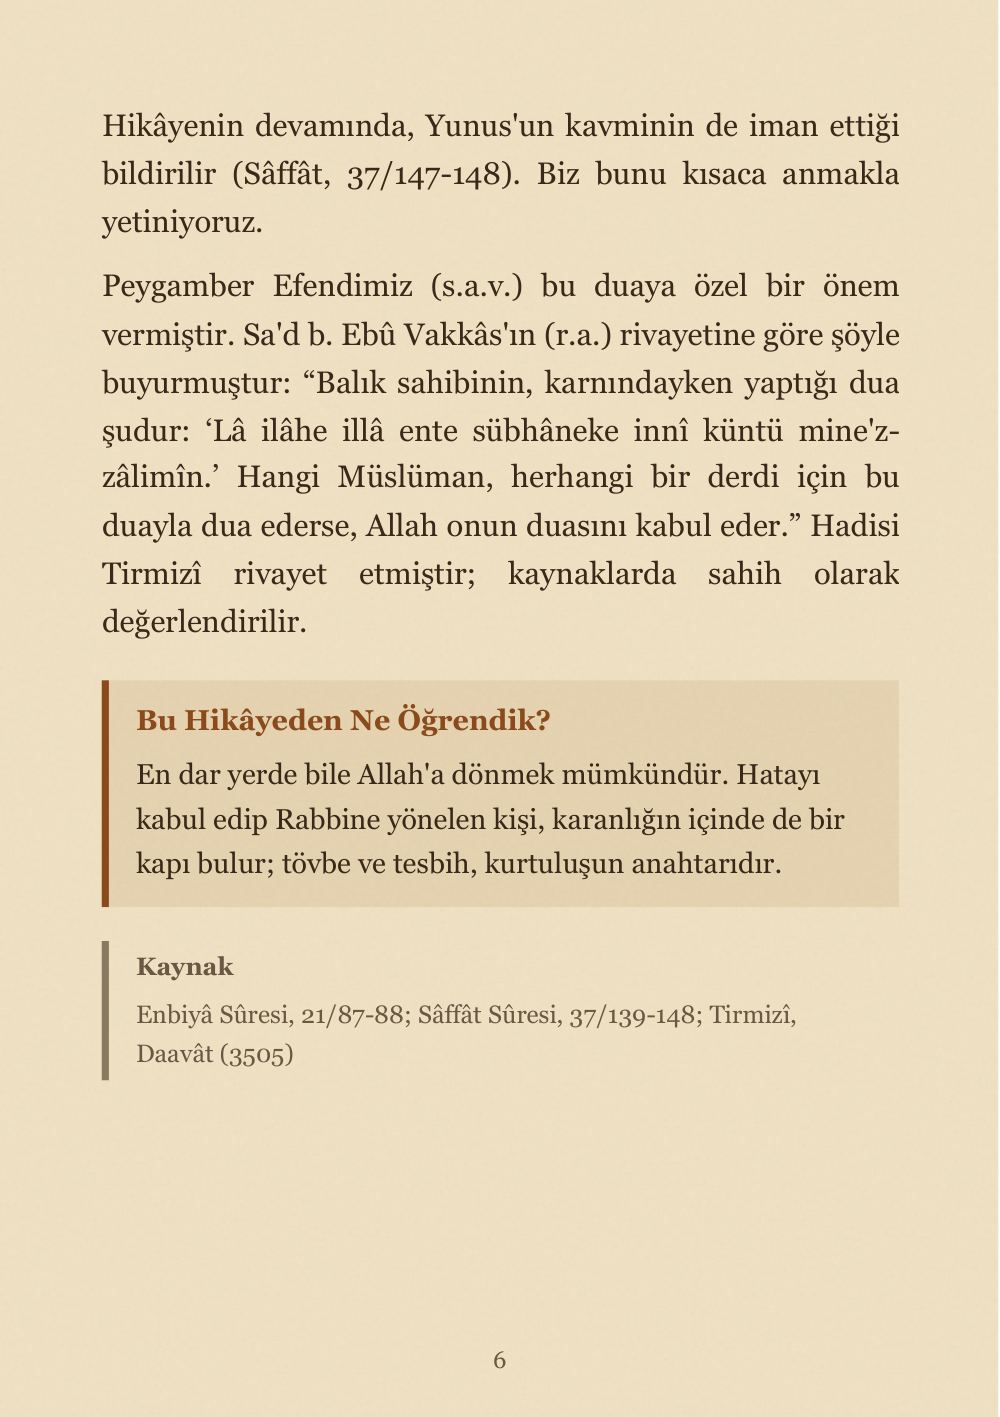 Hikâyenin devamında, Yunus'un kavminin de iman ettiği
bildirilir (Sâffât, 37/147-148). Biz bunu kısaca anmakla
yetiniyoruz.
Peygamber Efendimiz (s.a.v.) bu duaya özel bir önem
vermiştir. Sa'd b. Ebû Vakkâs'ın (r.a.) rivayetine göre şöyle
buyurmuştur: “Balık sahibinin, karnındayken yaptığı dua
şudur: ‘Lâ ilâhe illâ ente sübhâneke innî küntü mine'z-
zâlimîn.’ Hangi Müslüman, herhangi bir derdi için bu
duayla dua ederse, Allah onun duasını kabul eder.” Hadisi
Tirmizî rivayet etmiştir; kaynaklarda sahih olarak
değerlendirilir.
Bu Hikâyeden Ne Öğrendik?
En dar yerde bile Allah'a dönmek mümkündür. Hatayı
kabul edip Rabbine yönelen kişi, karanlığın içinde de bir
kapı bulur; tövbe ve tesbih, kurtuluşun anahtarıdır.
Kaynak
Enbiyâ Sûresi, 21/87-88; Sâffât Sûresi, 37/139-148; Tirmizî,
Daavât (3505)
6